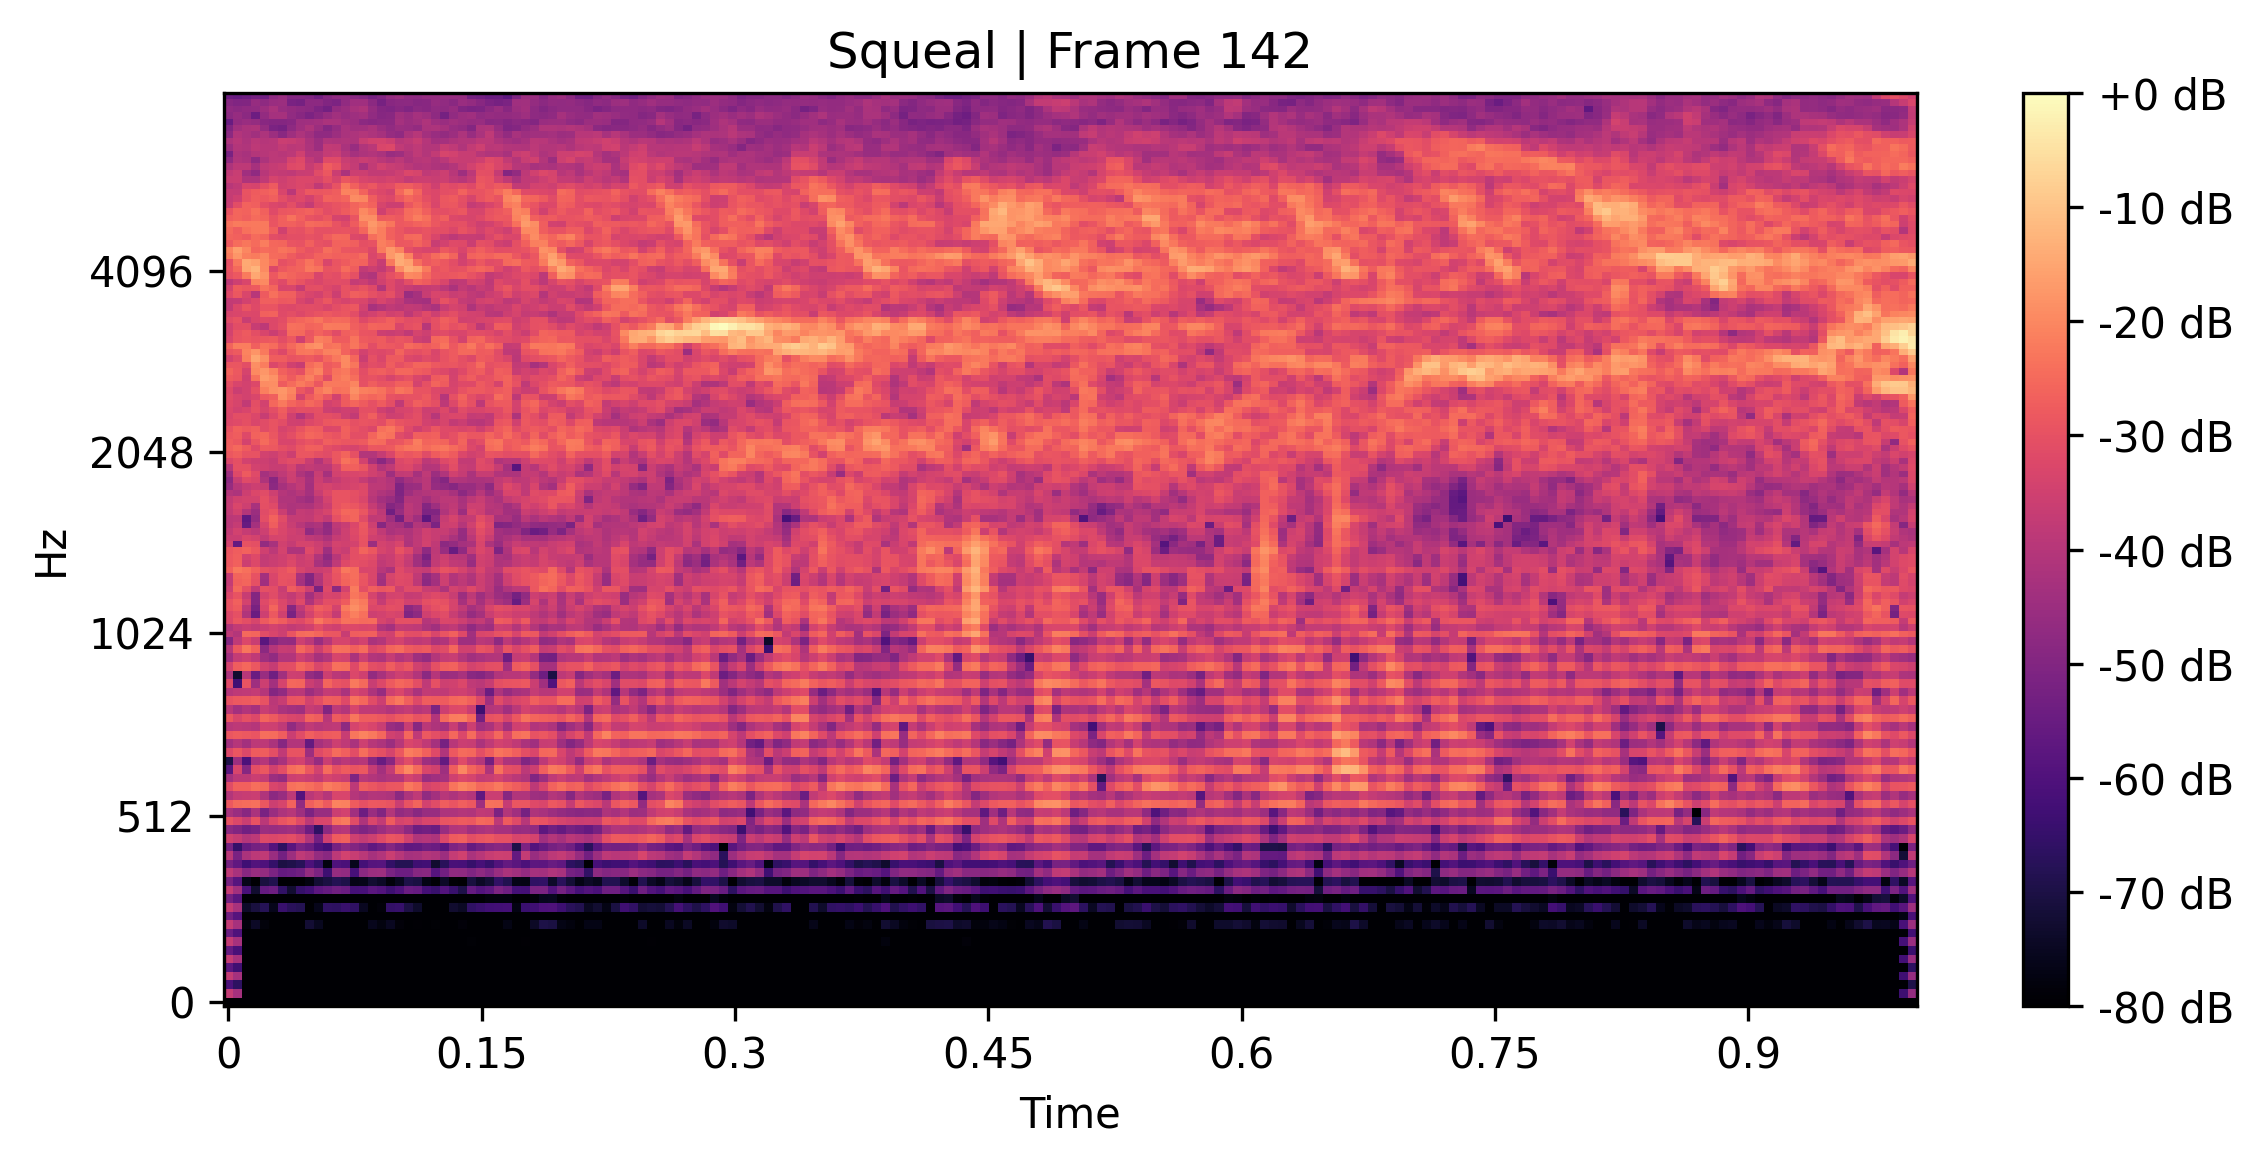 Squeal | Frame 142
Hz
4096
2048
1024
512
0
0 0.15 0.3 0.45 0.6 0.75 0.9
Time
+0 dB
-10 dB
-20 dB
-30 dB
-40 dB
-50 dB
-60 dB
-70 dB
-80 dB